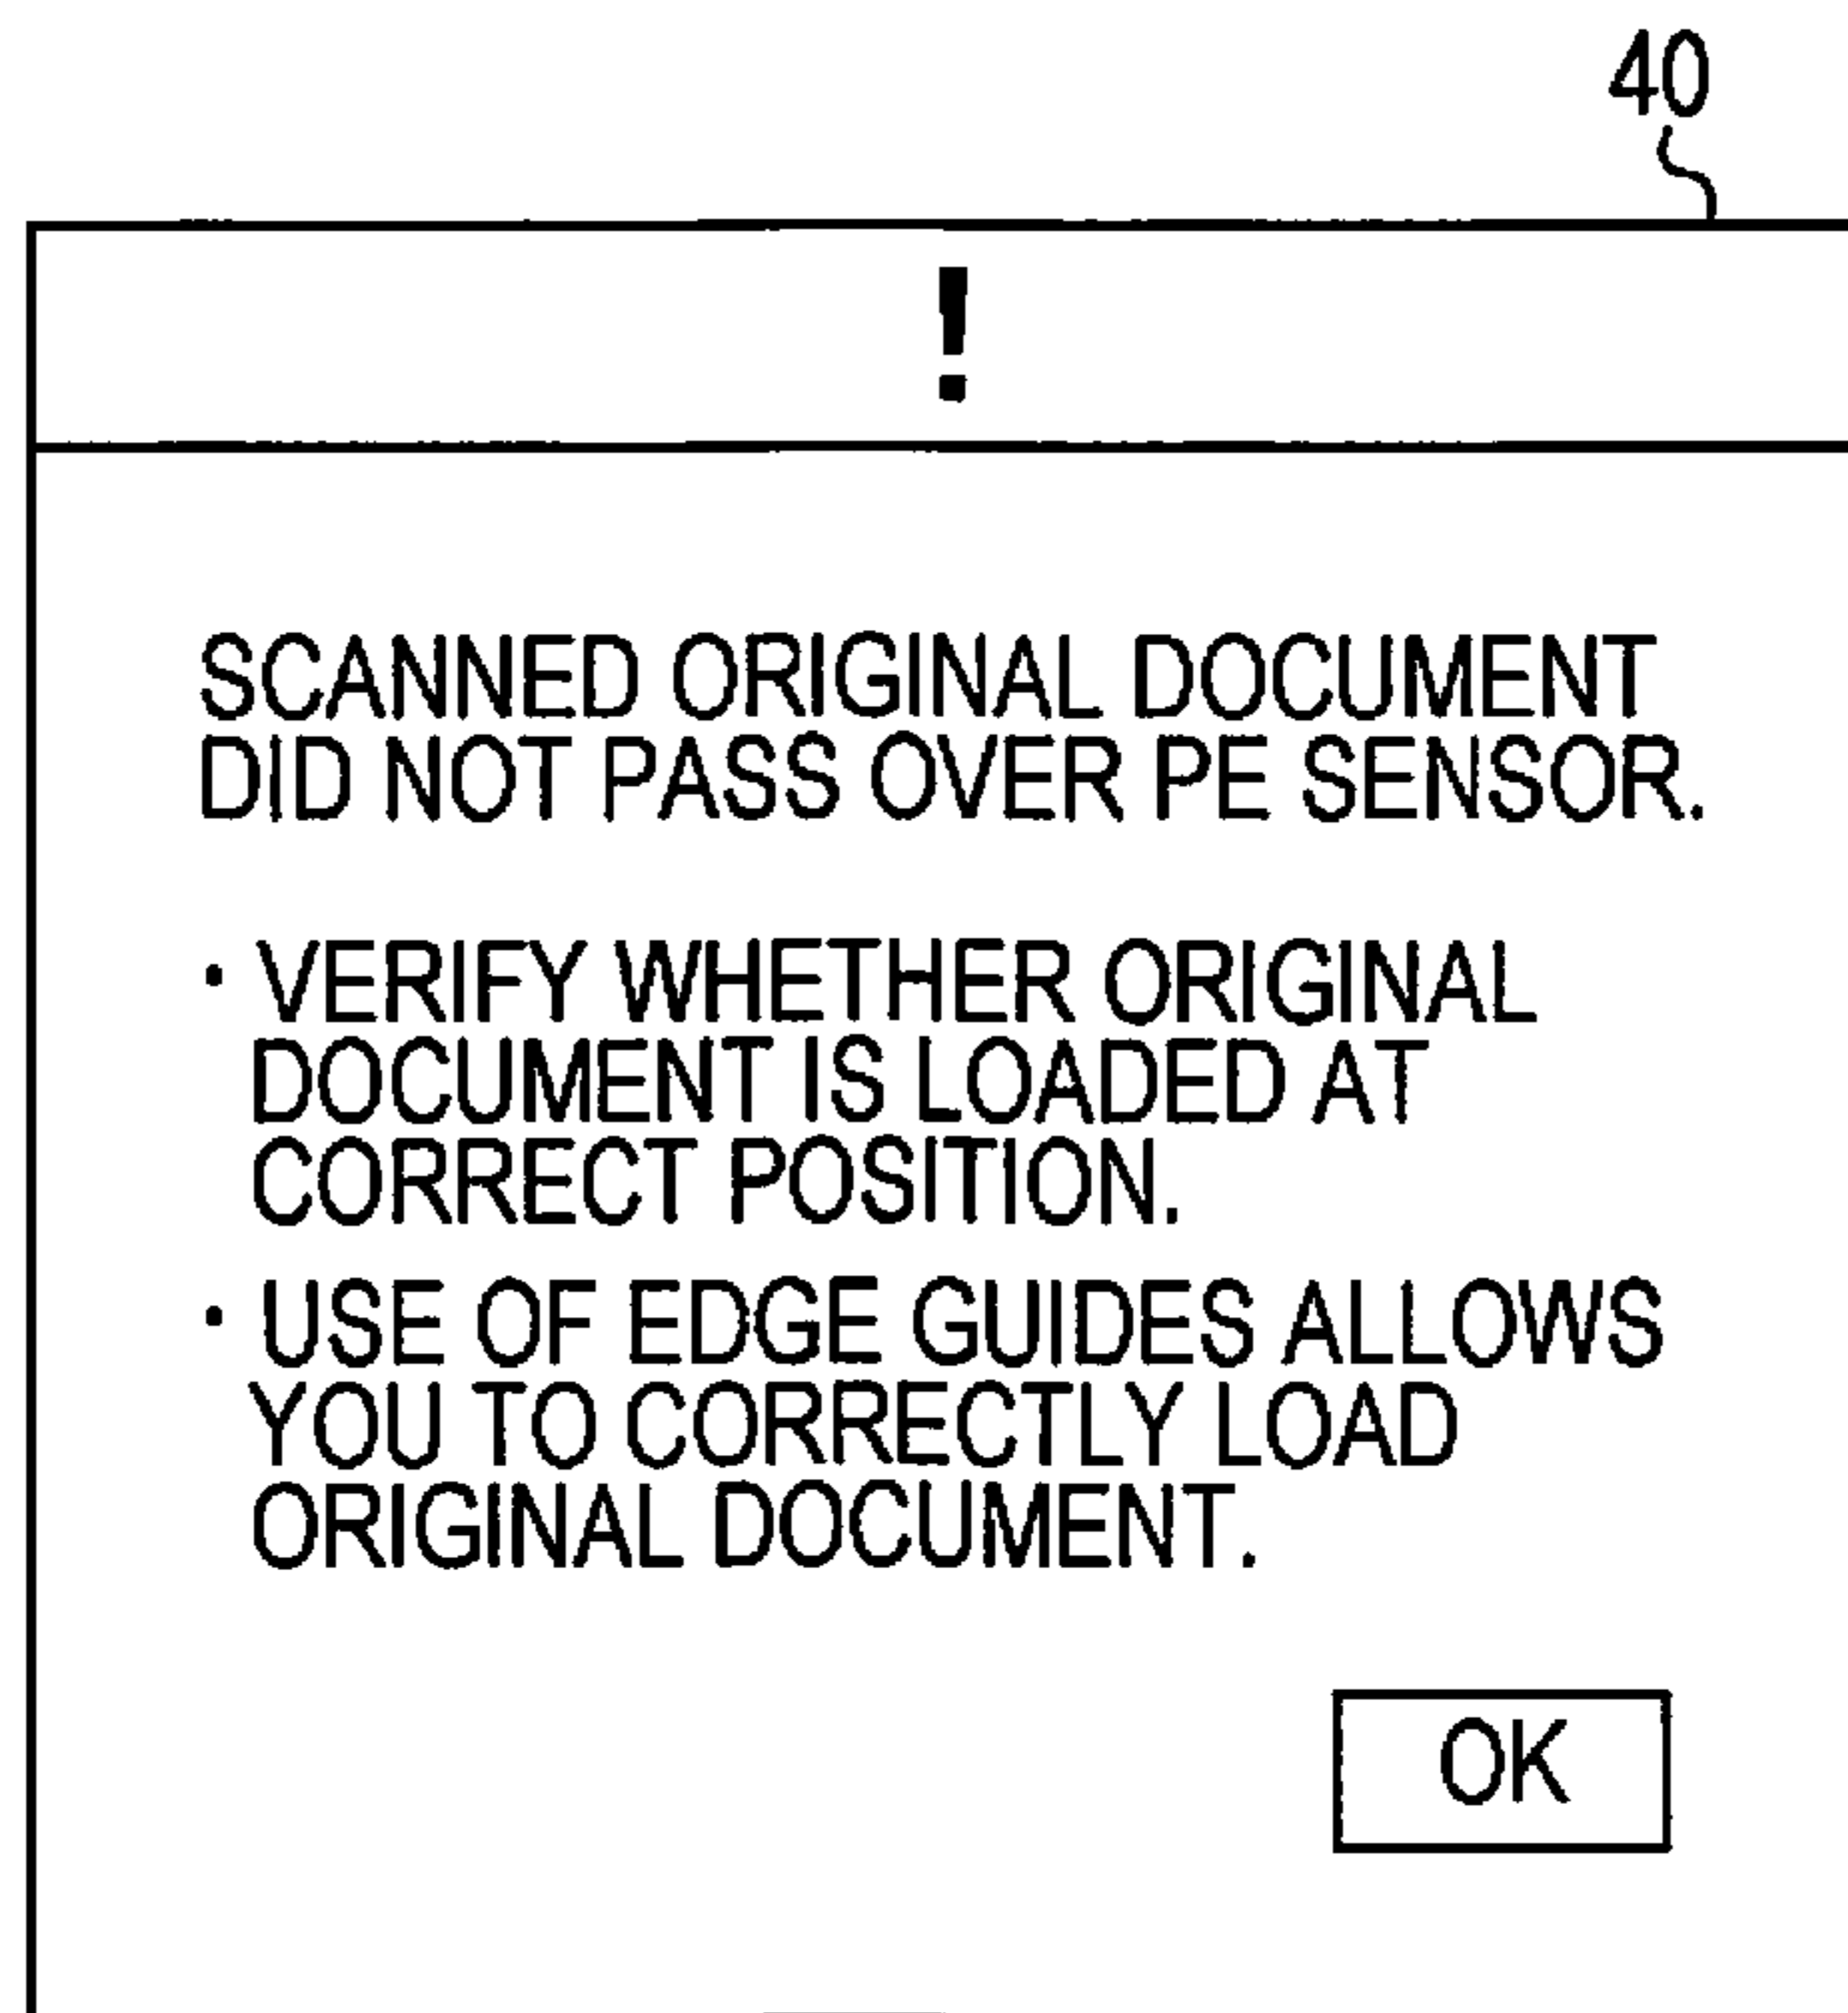 40
!
SCANNED ORIGINAL DOCUMENT
DID NOT PASS OVER PE SENSOR.
· VERIFY WHETHER ORIGINAL
DOCUMENT IS LOADED AT
CORRECT POSITION.
· USE OF EDGE GUIDES ALLOWS
YOU TO CORRECTLY LOAD
ORIGINAL DOCUMENT.
OK